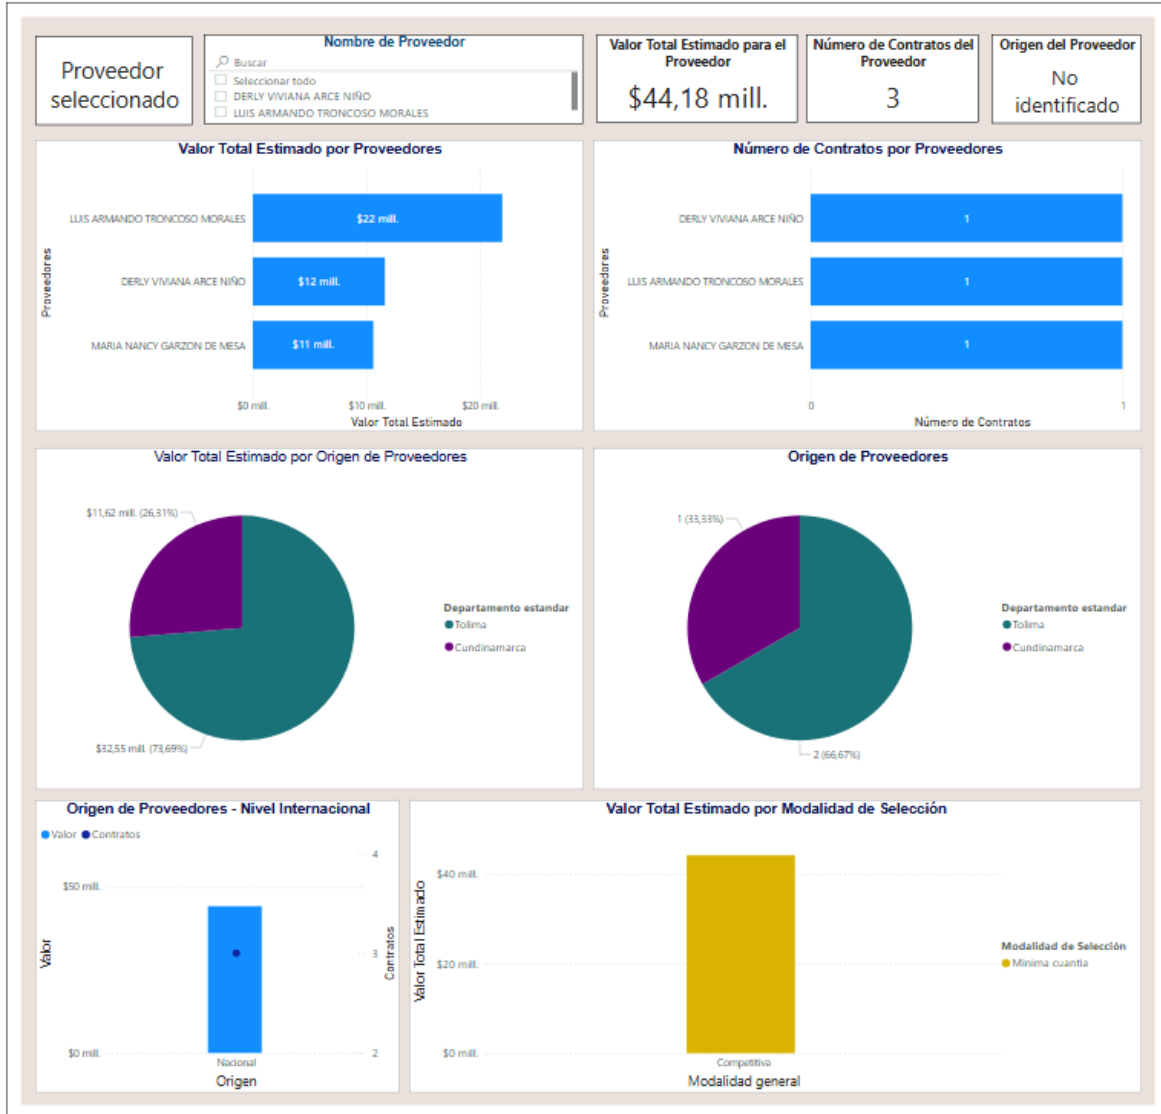 Proveedor
seleccionado
Nombre de Proveedor
Buscar
Seleccionar todo
DERLY VIVIANA ARCE NIÑO
LUIS ARMANDO TRONCOSO MORALES
Valor Total Estimado para el
Proveedor
$44,18 mill.
Número de Contratos del
Proveedor
3
Origen del Proveedor
No
identificado
Valor Total Estimado por Proveedores
Proveedores
LUIS ARMANDO TRONCOSO MORALES
$22 mill.
DERLY VIVIANA ARCE NIÑO
$12 mill.
MARIA NANCY GARZON DE MESA
$11 mill.
$0 mill.
$10 mill.
$20 mill.
Valor Total Estimado
Número de Contratos por Proveedores
Proveedores
DERLY VIVIANA ARCE NIÑO
1
LUIS ARMANDO TRONCOSO MORALES
1
MARIA NANCY GARZON DE MESA
1
0
1
Número de Contratos
Valor Total Estimado por Origen de Proveedores
$11,62 mill. (26,31%)
$32,55 mill. (73,69%)
Departamento estandar
Tolima
Cundinamarca
Origen de Proveedores
1 (33,33%)
2 (66,67%)
Departamento estandar
Tolima
Cundinamarca
Origen de Proveedores - Nivel Internacional
Valor Contratos
Valor
$50 mill.
$0 mill.
4
3
2
Contratos
Nacional
Origen
Valor Total Estimado por Modalidad de Selección
Valor Total Estimado
$40 mill.
$20 mill.
$0 mill.
Competitiva
Modalidad general
Modalidad de Selección
Mínima cuantía